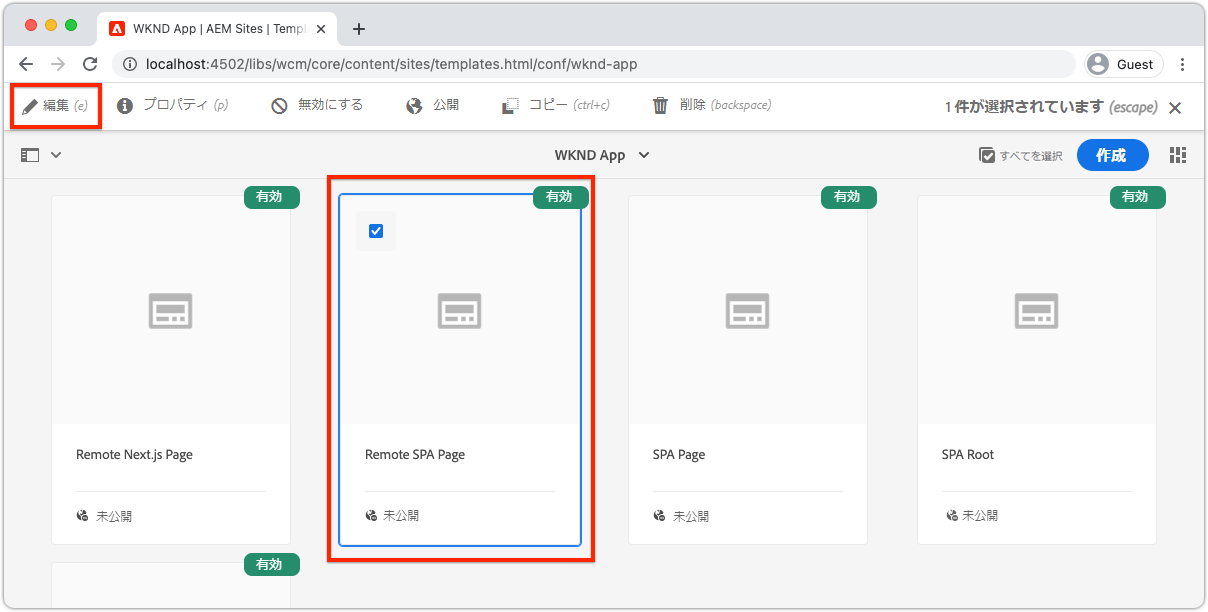 WKND App | AEM Sites | Templ
localhost:4502/libs/wcm/core/content/sites/templates.html/conf/wknd-app
Guest
編集 (e)
プロパティ (p)
無効にする
公開
コピー (ctrl+c)
削除 (backspace)
1 件が選択されています (escape)
WKND App
すべてを選択
作成
有効
有効
有効
有効
Remote Next.js Page
Remote SPA Page
SPA Page
SPA Root
未公開
未公開
未公開
未公開
有効